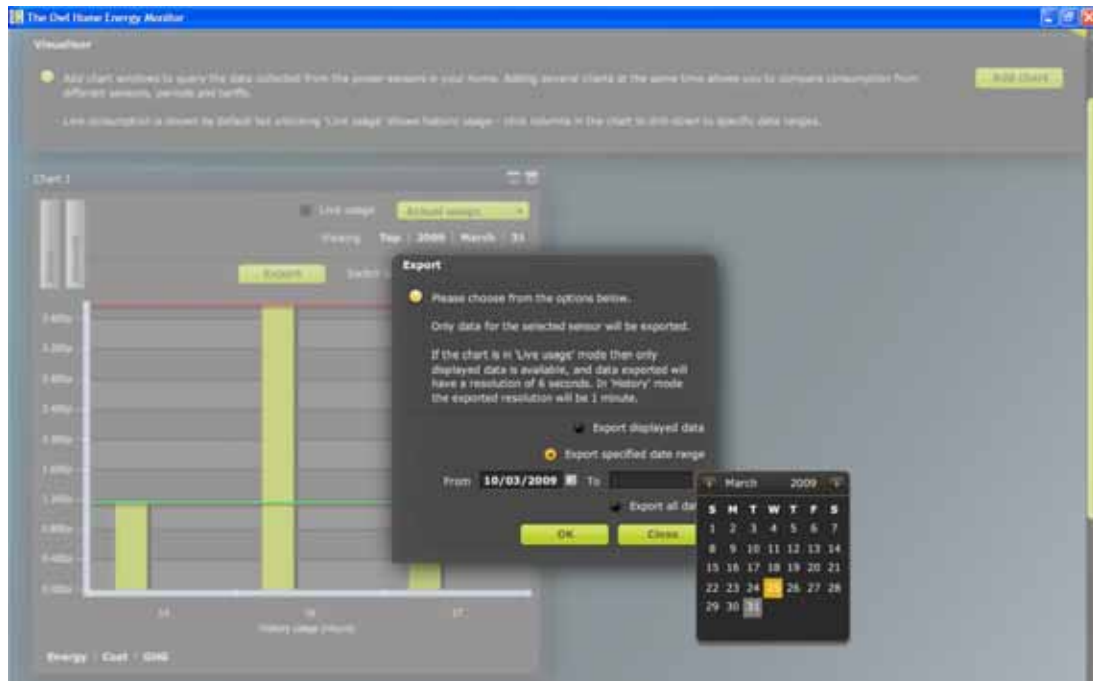 The Owl Home Energy Monitor
Visualiser
Add chart windows to query the data collected from the power sensors in your home. Adding several charts at the same time allows you to compare consumption from
different sensors, periods and tariffs.
Add chart
Live consumption is shown by default but unticking 'Live usage' shows historic usage - click columns in the chart to drill-down to specific date ranges.
Chart 1
Live usage
Actual usage
Viewing Top 2009 March 31
Export
Switch
Export
Please choose from the options below.
Only data for the selected sensor will be exported.
If the chart is in 'Live usage' mode then only
displayed data is available, and data exported will
have a resolution of 6 seconds. In 'History' mode
the exported resolution will be 1 minute.
Export displayed data
Export specified date range
From 10/03/2009 To
Export all dat
OK Close
March 2009
S M T W T F S
1 2 3 4 5 6 7
8 9 10 11 12 13 14
15 16 17 18 19 20 21
22 23 24 25 26 27 28
29 30 31
17
History usage (hours)
Energy Cost GHG